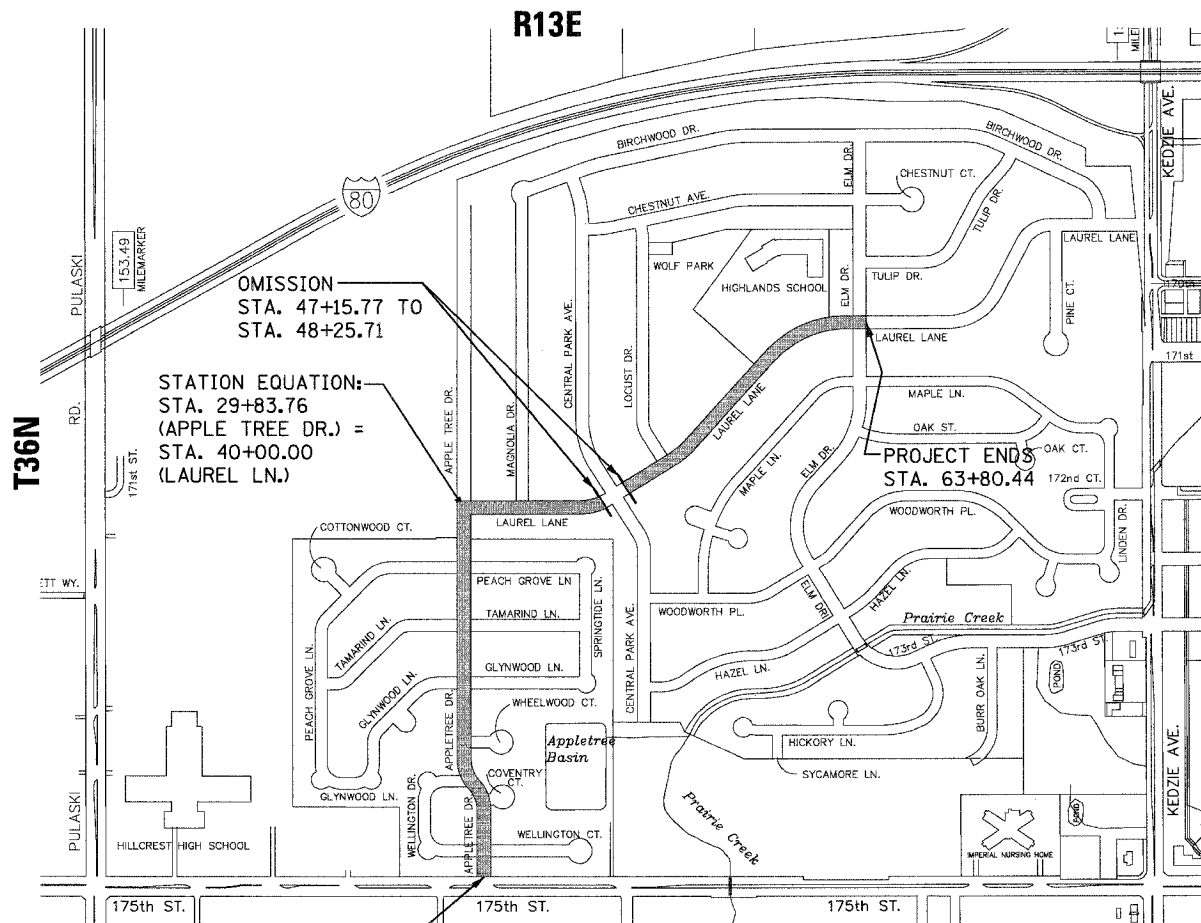 R13E
T36N
80
153.49
MILEMARKER
PULASKI
RD.
PULASKI
171st ST.
ETT WY.
OMISSION
STA. 47+15.77 TO
STA. 48+25.71
STATION EQUATION:
STA. 29+83.76
(APPLE TREE DR.) =
STA. 40+00.00
(LAUREL LN.)
PROJECT ENDS
STA. 63+80.44
BIRCHWOOD DR.
BIRCHWOOD DR.
KEDZIE AVE.
ELM DR.
CHESTNUT CT.
CHESTNUT AVE.
TULIP DR.
LAUREL LANE
WOLF PARK
HIGHLANDS SCHOOL
ELM DR.
TULIP DR.
PINE CT.
LAUREL LANE
171st
CENTRAL PARK AVE.
LOCUST DR.
MAGNOLIA DR.
APPLE TREE DR.
LAUREL LANE
MAPLE LN.
OAK ST.
OAK CT.
172nd CT.
MAPLE LN.
ELM DR.
WOODWORTH PL.
LINDEN DR.
LAUREL LANE
COTTONWOOD CT.
PEACH GROVE LN
TAMARIND LN.
SPRINGTIDE LN.
TAMARIND LN.
GLYNWOOD LN.
GLYNWOOD LN.
PEACH GROVE LN.
GLYNWOOD LN.
WHEELWOOD CT.
APPLETREE DR.
COVENTRY
CT.
WELLINGTON DR.
APPLETREE DR.
WELLINGTON CT.
Appletree
Basin
CENTRAL PARK AVE.
WOODWORTH PL.
ELM DRI
HAZEL LN.
HAZEL LN.
Prairie Creek
173rd ST.
173rd ST.
BURR OAK LN.
HICKORY LN.
SYCAMORE LN.
Prairie Creek
POND
POND
KEDZIE AVE.
IMPERIAL NURSING HOME
HILLCREST HIGH SCHOOL
175th ST.
175th ST.
175th ST.